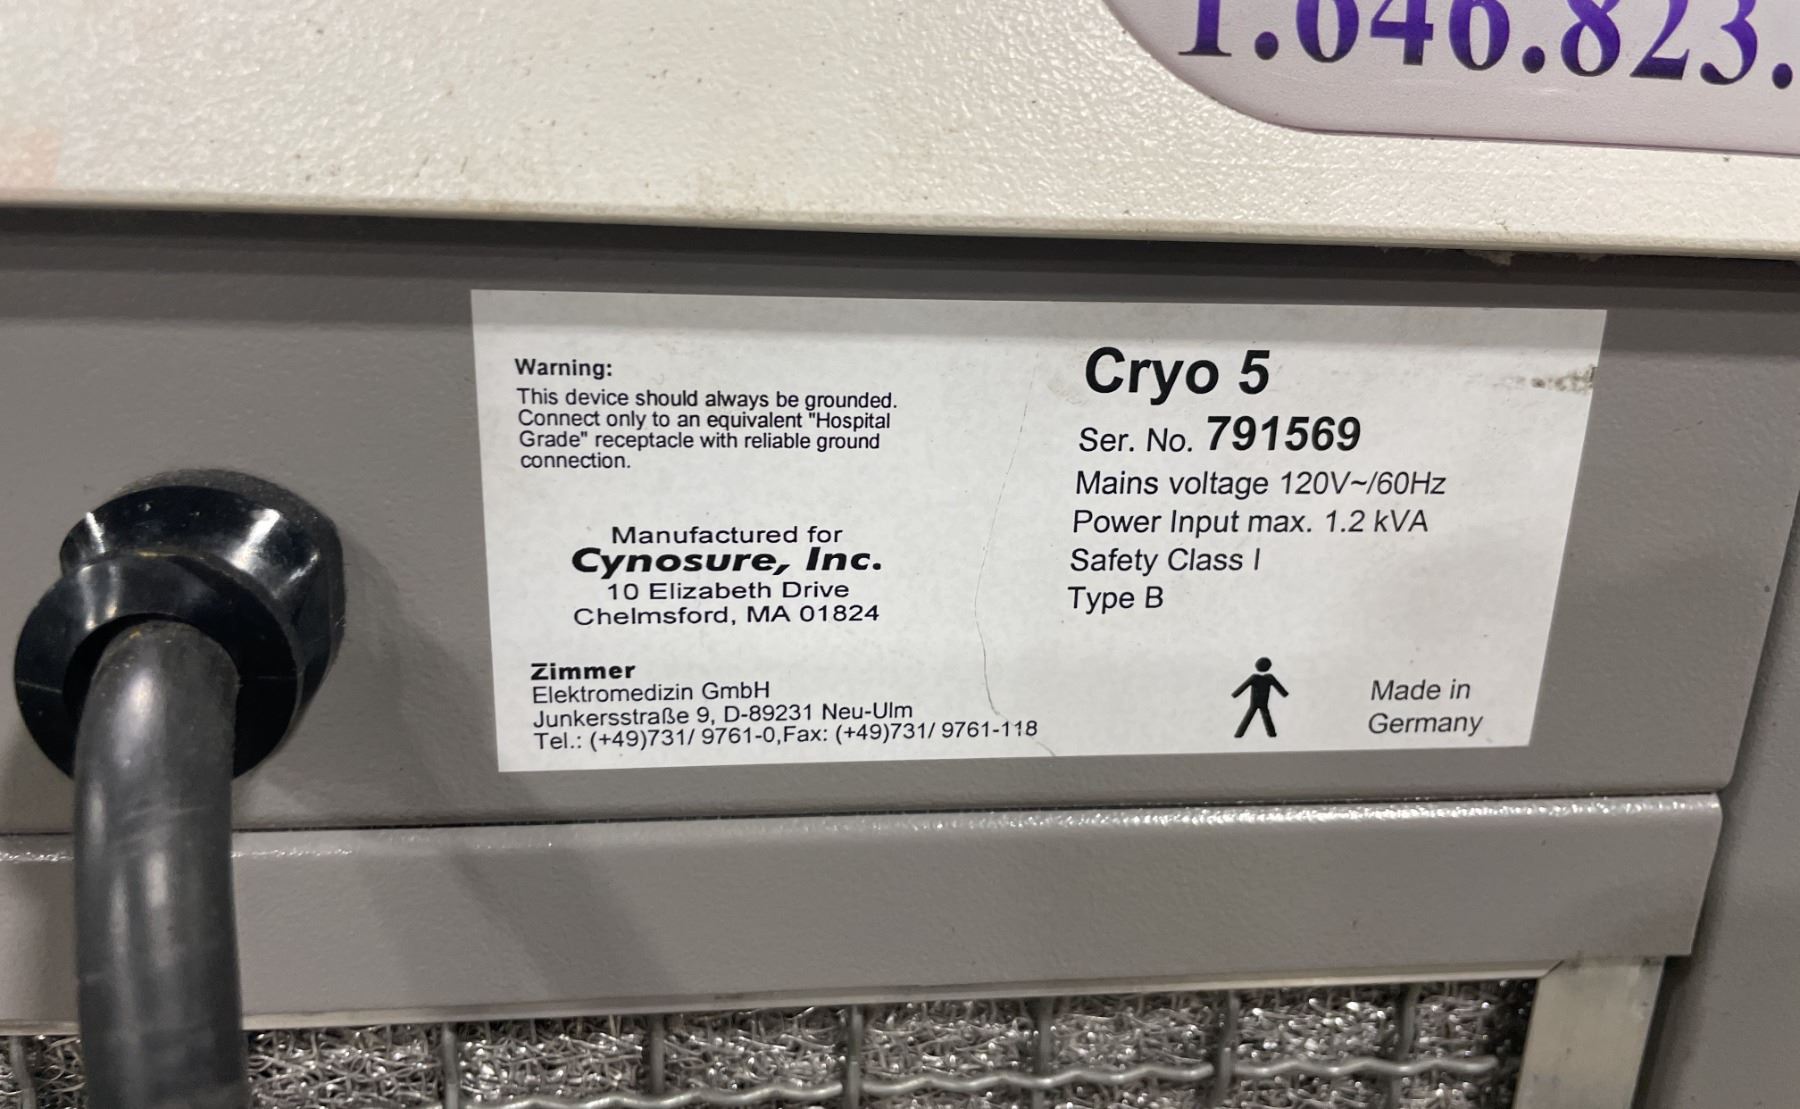 1.646.823.
Warning:
This device should always be grounded.
Connect only to an equivalent "Hospital
Grade" receptacle with reliable ground
connection.
Manufactured for
Cynosure, Inc.
10 Elizabeth Drive
Chelmsford, MA 01824
Zimmer
Elektromedizin GmbH
Junkersstraße 9, D-89231 Neu-Ulm
Tel.: (+49)731/ 9761-0,Fax: (+49)731/ 9761-118
Cryo 5
Ser. No. 791569
Mains voltage 120V~/60Hz
Power Input max. 1.2 kVA
Safety Class I
Type B
Made in
Germany